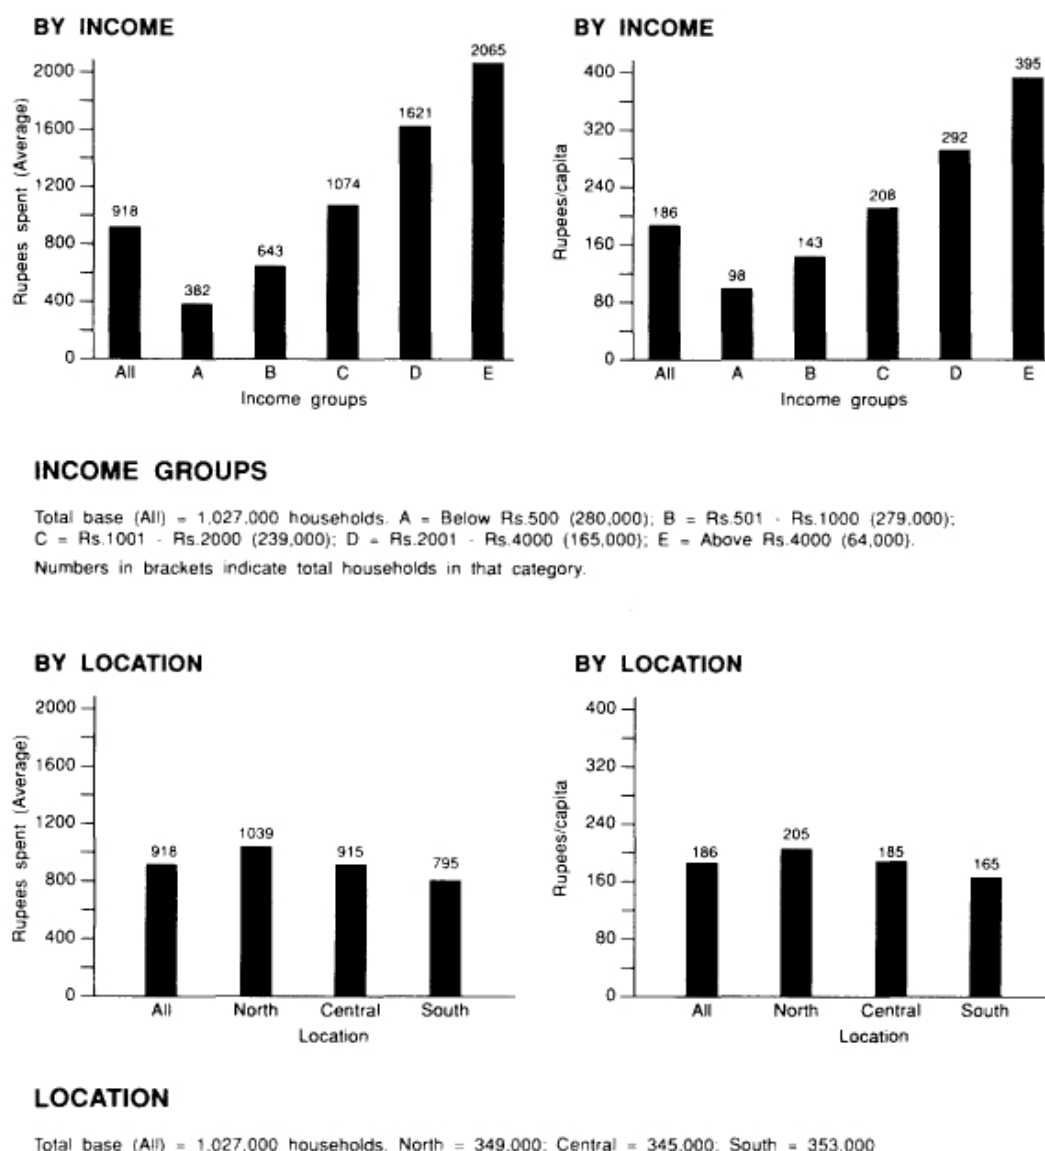 BY INCOME
Rupees spent (Average)
2000
1600
1200
800
400
0
918
382
643
1074
1621
2065
All A B C D E
Income groups
BY INCOME
Rupees/capita
400
320
240
160
80
0
186
98
143
208
292
395
All A B C D E
Income groups
INCOME GROUPS
Total base (All) = 1,027,000 households. A = Below Rs.500 (280,000); B = Rs.501 - Rs.1000 (279,000);
C = Rs.1001 - Rs.2000 (239,000); D = Rs.2001 - Rs.4000 (165,000); E = Above Rs.4000 (64,000).
Numbers in brackets indicate total households in that category.
BY LOCATION
Rupees spent (Average)
2000
1600
1200
800
400
0
918
1039
915
795
All North Central South
Location
BY LOCATION
Rupees/capita
400
320
240
160
80
0
186
205
185
165
All North Central South
Location
LOCATION
Total base (All) = 1,027,000 households. North = 349,000; Central = 345,000; South = 353,000